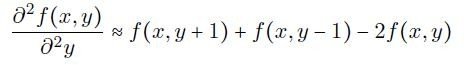 ∂²f(x, y) / ∂²y ≈ f(x, y + 1) + f(x, y − 1) − 2f(x, y)